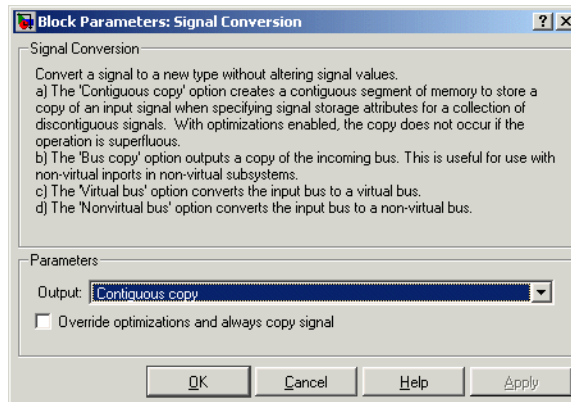 Block Parameters: Signal Conversion
Signal Conversion
Convert a signal to a new type without altering signal values.
a) The 'Contiguous copy' option creates a contiguous segment of memory to store a
copy of an input signal when specifying signal storage attributes for a collection of
discontiguous signals. With optimizations enabled, the copy does not occur if the
operation is superfluous.
b) The 'Bus copy' option outputs a copy of the incoming bus. This is useful for use with
non-virtual inports in non-virtual subsystems.
c) The 'Virtual bus' option converts the input bus to a virtual bus.
d) The 'Nonvirtual bus' option converts the input bus to a non-virtual bus.
Parameters
Output: Contiguous copy
Override optimizations and always copy signal
OK Cancel Help Apply